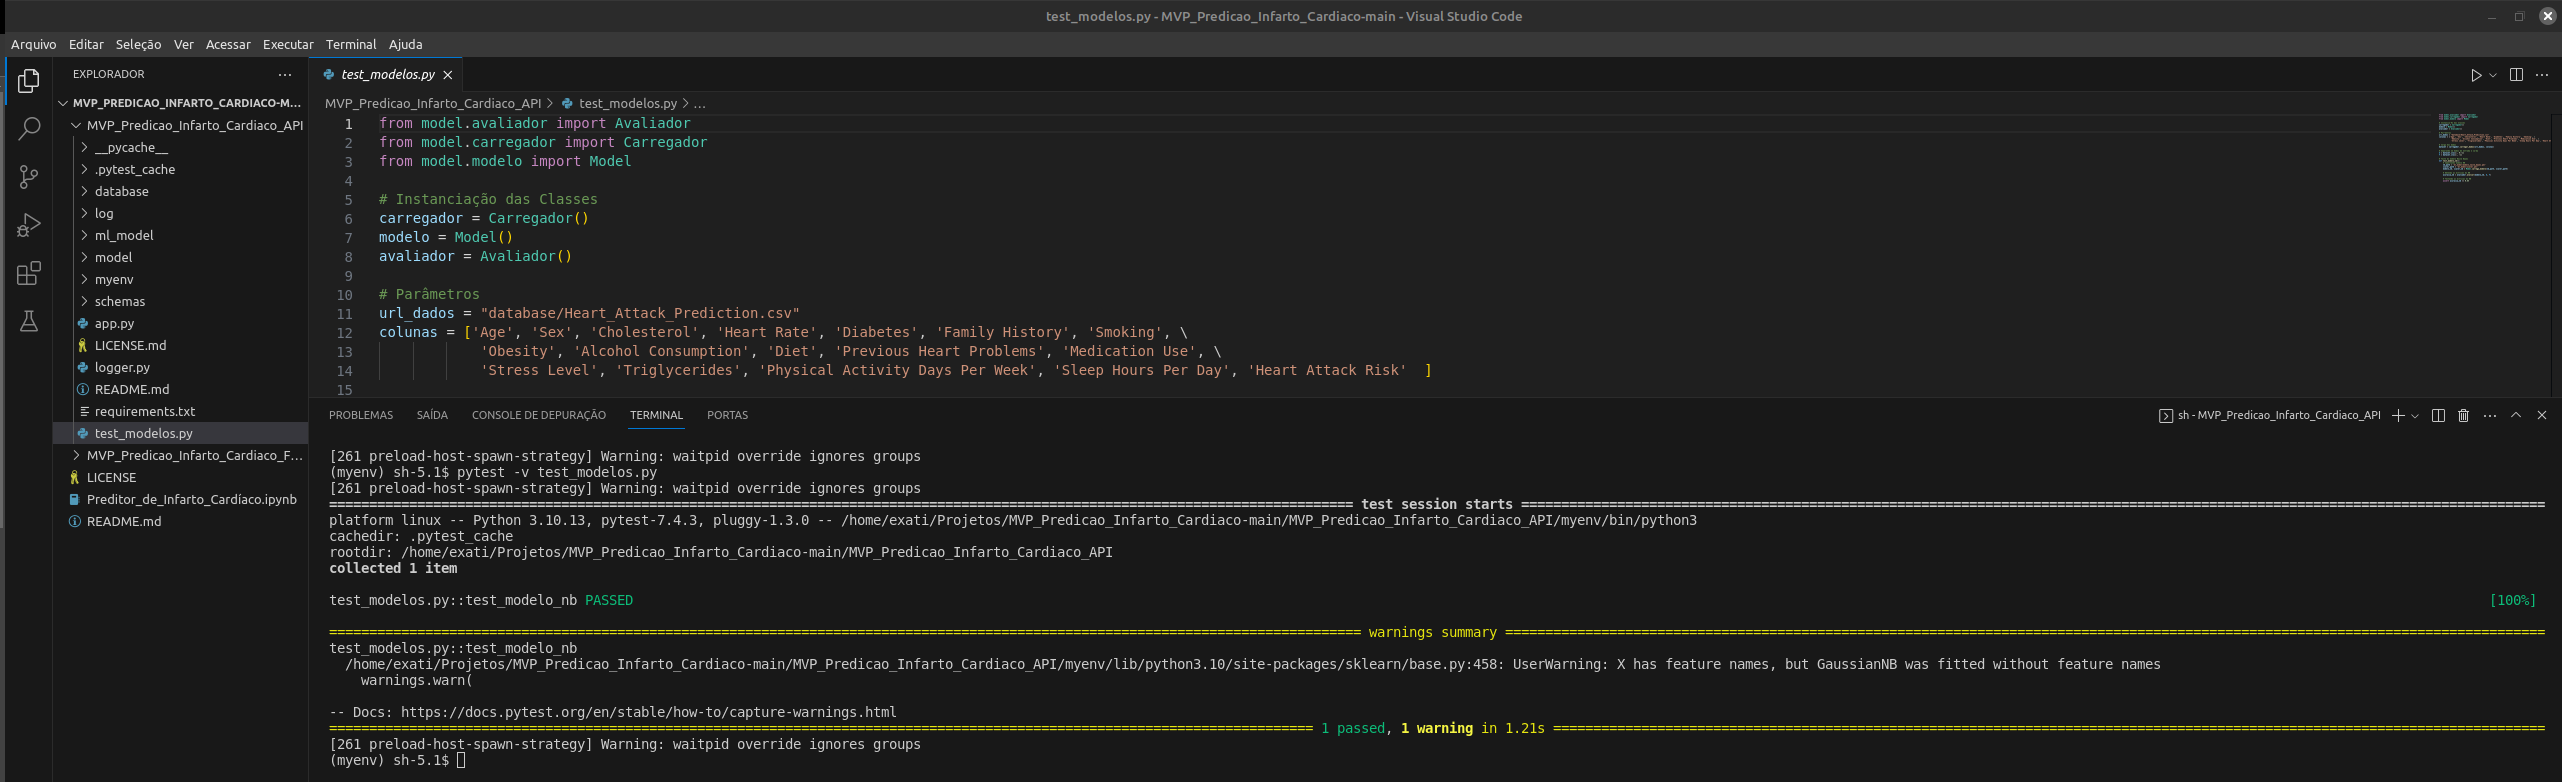 test_modelos.py - MVP_Predicao_Infarto_Cardiaco-main - Visual Studio Code
Arquivo Editar Seleção Ver Acessar Executar Terminal Ajuda
EXPLORADOR
MVP_PREDICAO_INFARTO_CARDIACO-M...
MVP_Predicao_Infarto_Cardiaco_API
__pycache__
.pytest_cache
database
log
ml_model
model
myenv
schemas
app.py
LICENSE.md
logger.py
README.md
requirements.txt
test_modelos.py
MVP_Predicao_Infarto_Cardiaco_F...
LICENSE
Preditor_de_Infarto_Cardíaco.ipynb
README.md
test_modelos.py
MVP_Predicao_Infarto_Cardiaco_API > test_modelos.py > ...
1 from model.avaliador import Avaliador
2 from model.carregador import Carregador
3 from model.modelo import Model
4
5 # Instanciação das Classes
6 carregador = Carregador()
7 modelo = Model()
8 avaliador = Avaliador()
9
10 # Parâmetros
11 url_dados = "database/Heart_Attack_Prediction.csv"
12 colunas = ['Age', 'Sex', 'Cholesterol', 'Heart Rate', 'Diabetes', 'Family History', 'Smoking', \
13 'Obesity', 'Alcohol Consumption', 'Diet', 'Previous Heart Problems', 'Medication Use', \
14 'Stress Level', 'Triglycerides', 'Physical Activity Days Per Week', 'Sleep Hours Per Day', 'Heart Attack Risk' ]
15
PROBLEMAS SAÍDA CONSOLE DE DEPURAÇÃO TERMINAL PORTAS
sh - MVP_Predicao_Infarto_Cardiaco_API
[261 preload-host-spawn-strategy] Warning: waitpid override ignores groups
(myenv) sh-5.1$ pytest -v test_modelos.py
[261 preload-host-spawn-strategy] Warning: waitpid override ignores groups
test session starts
platform linux -- Python 3.10.13, pytest-7.4.3, pluggy-1.3.0 -- /home/exati/Projetos/MVP_Predicao_Infarto_Cardiaco-main/MVP_Predicao_Infarto_Cardiaco_API/myenv/bin/python3
cachedir: .pytest_cache
rootdir: /home/exati/Projetos/MVP_Predicao_Infarto_Cardiaco-main/MVP_Predicao_Infarto_Cardiaco_API
collected 1 item
test_modelos.py::test_modelo_nb PASSED [100%]
warnings summary
test_modelos.py::test_modelo_nb
/home/exati/Projetos/MVP_Predicao_Infarto_Cardiaco-main/MVP_Predicao_Infarto_Cardiaco_API/myenv/lib/python3.10/site-packages/sklearn/base.py:458: UserWarning: X has feature names, but GaussianNB was fitted without feature names
warnings.warn(
-- Docs: https://docs.pytest.org/en/stable/how-to/capture-warnings.html
1 passed, 1 warning in 1.21s
[261 preload-host-spawn-strategy] Warning: waitpid override ignores groups
(myenv) sh-5.1$